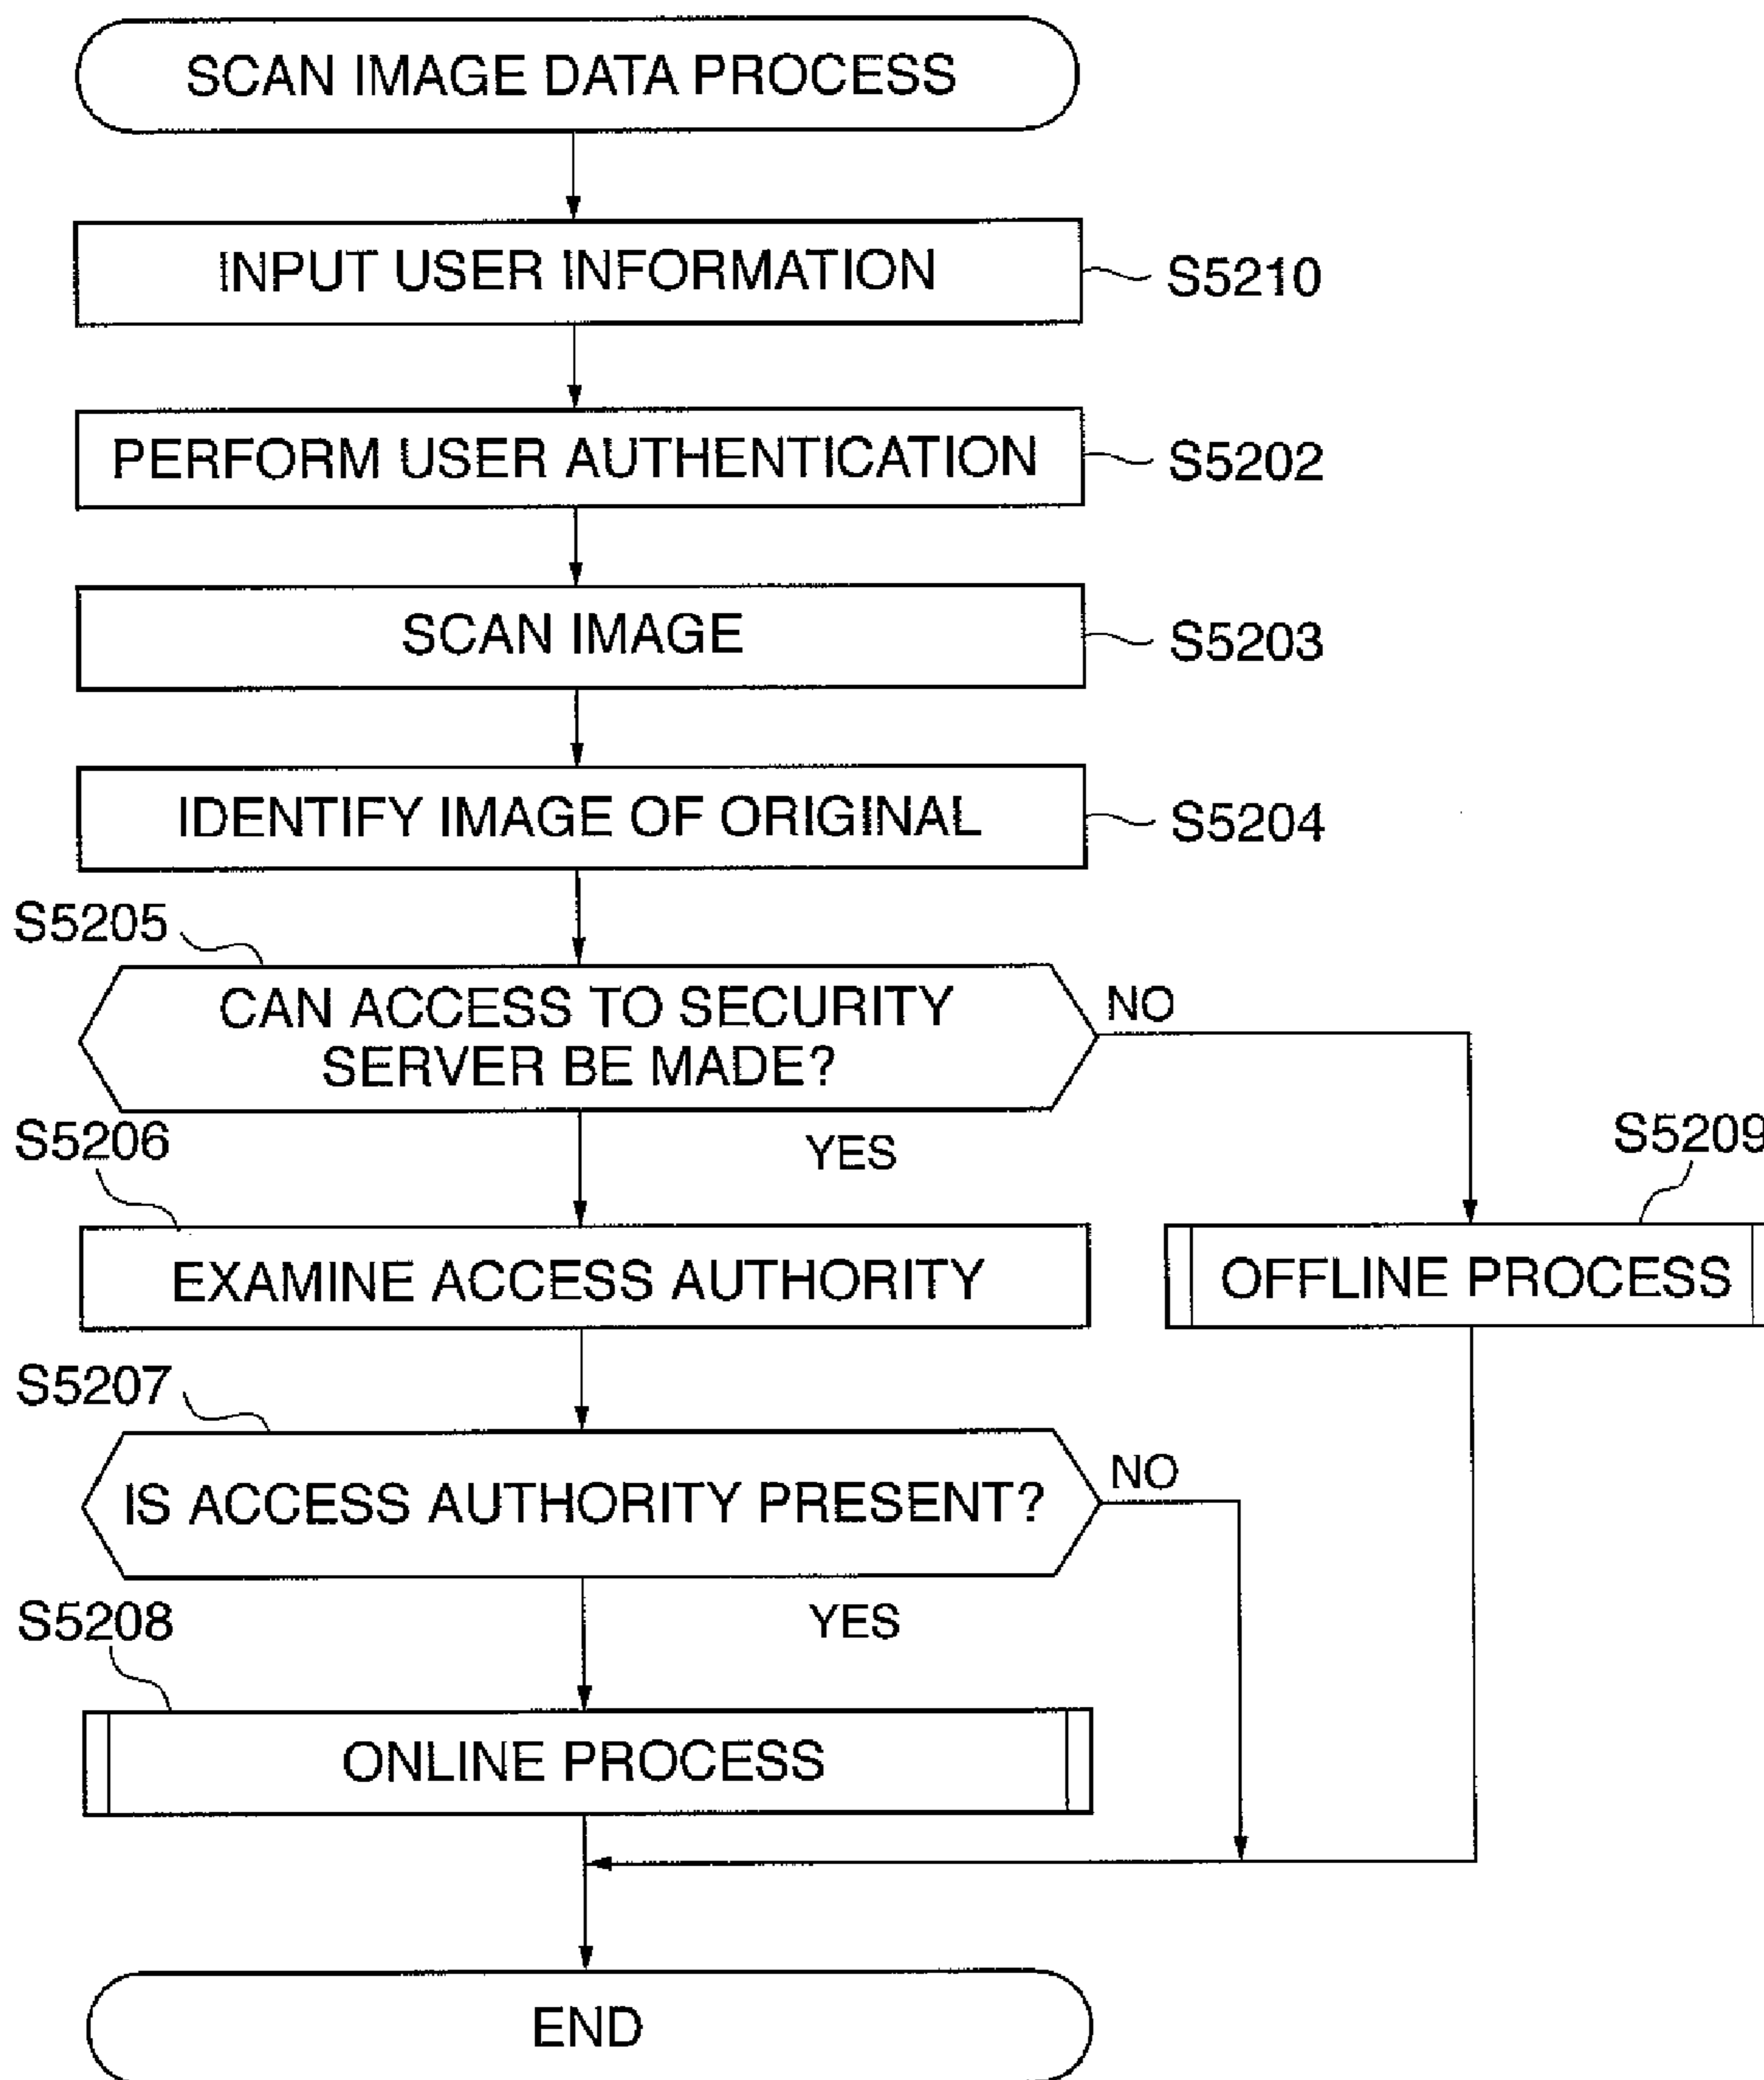 SCAN IMAGE DATA PROCESS
INPUT USER INFORMATION
S5210
PERFORM USER AUTHENTICATION
S5202
SCAN IMAGE
S5203
IDENTIFY IMAGE OF ORIGINAL
S5204
S5205
CAN ACCESS TO SECURITY
SERVER BE MADE?
NO
YES
S5206
EXAMINE ACCESS AUTHORITY
S5209
OFFLINE PROCESS
S5207
IS ACCESS AUTHORITY PRESENT?
NO
YES
S5208
ONLINE PROCESS
END